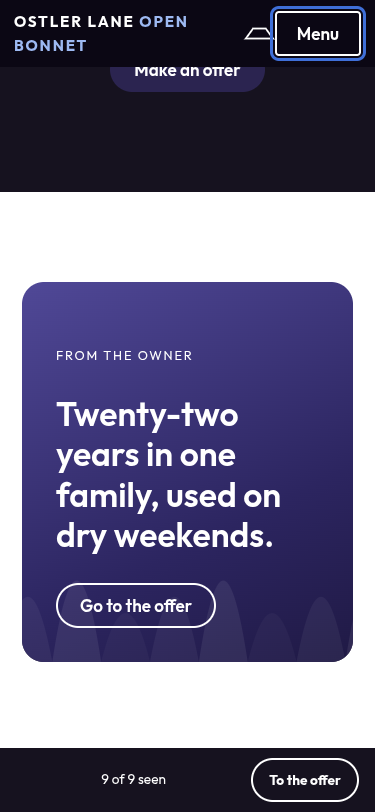 OSTLER LANE OPEN
BONNET
Menu
Make an offer
FROM THE OWNER
Twenty-two
years in one
family, used on
dry weekends.
Go to the offer
9 of 9 seen
To the offer